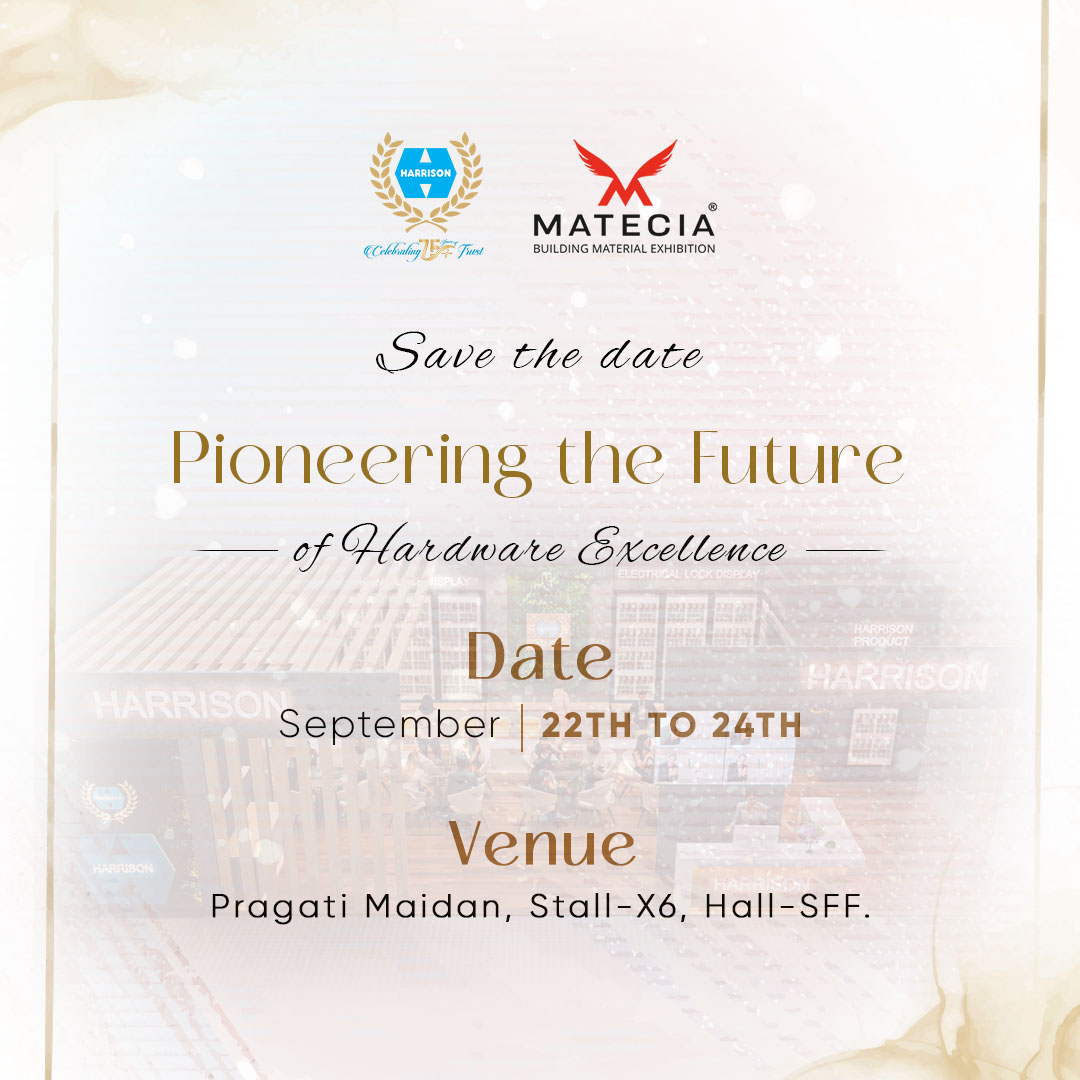 HARRISON
Celebrating 75+ Years of Trust
MATECIA®
BUILDING MATERIAL EXHIBITION
Save the date
Pioneering the Future
of Hardware Excellence
DISPLAY
ELECTRICAL LOCK DISPLAY
HARRISON
PRODUCT
HARRISON
Date
HARRISON
September | 22TH TO 24TH
Venue
HARRISON
HARRISON
Pragati Maidan, Stall-X6, Hall-SFF.